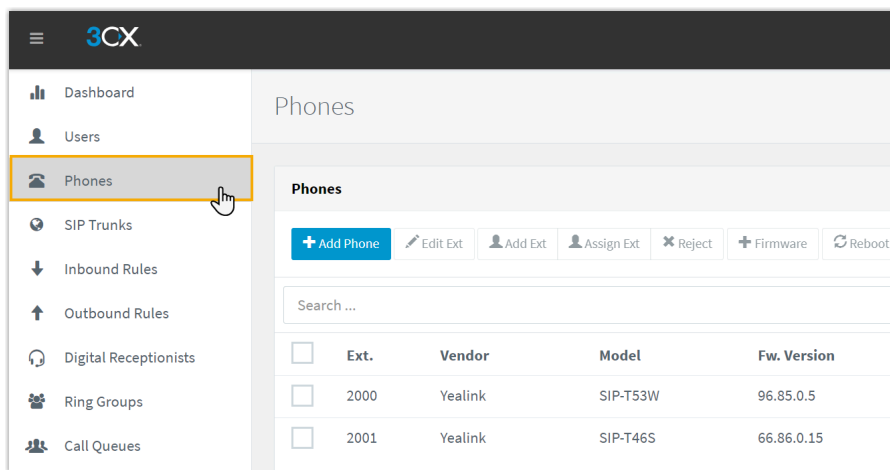 3CX
Dashboard
Users
Phones
SIP Trunks
Inbound Rules
Outbound Rules
Digital Receptionists
Ring Groups
Call Queues
Phones
Phones
Add Phone Edit Ext Add Ext Assign Ext Reject Firmware Reboot
Search ...
Ext. Vendor Model Fw. Version
2000 Yealink SIP-T53W 96.85.0.5
2001 Yealink SIP-T46S 66.86.0.15